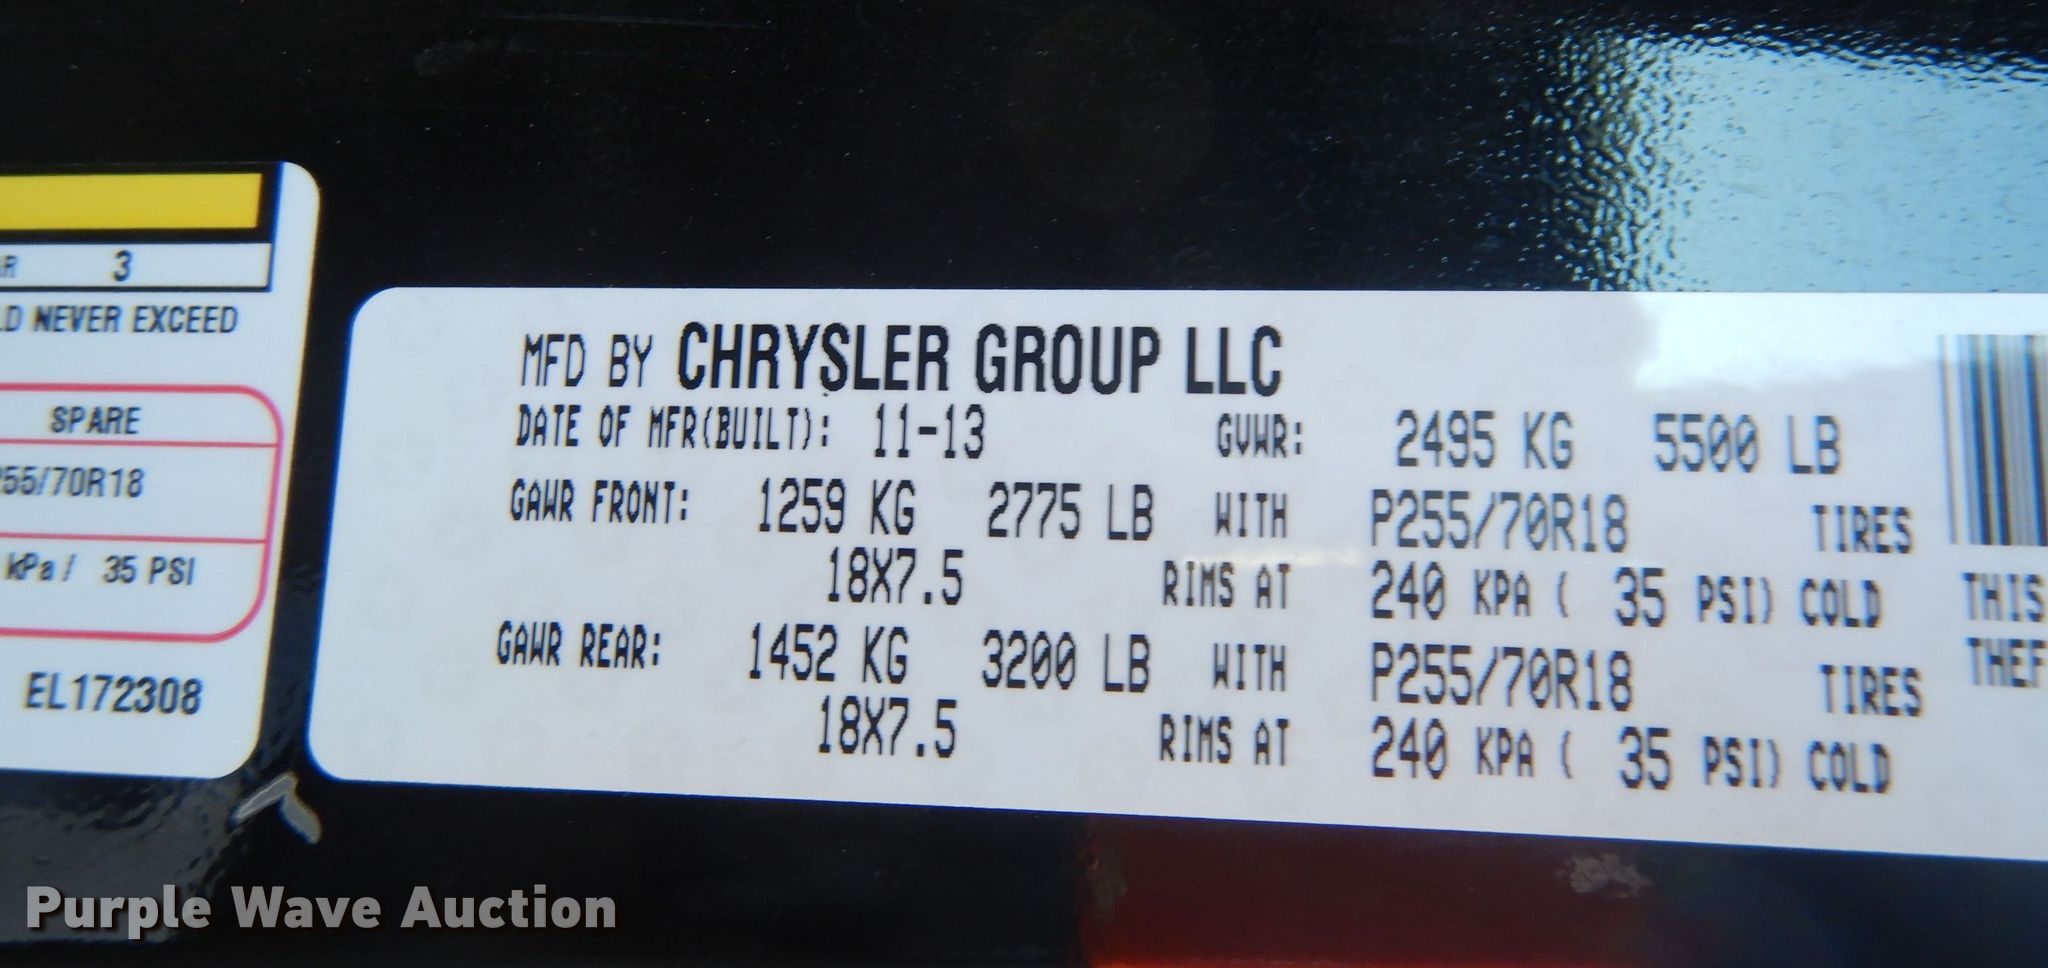 3
NEVER EXCEED
SPARE
55/70R18
kPa / 35 PSI
EL172308
MFD BY CHRYSLER GROUP LLC
DATE OF MFR(BUILT): 11-13 GVWR: 2495 KG 5500 LB
GAWR FRONT: 1259 KG 2775 LB WITH P255/70R18 TIRES
18X7.5 RIMS AT 240 KPA ( 35 PSI) COLD
GAWR REAR: 1452 KG 3200 LB WITH P255/70R18 TIRES
18X7.5 RIMS AT 240 KPA ( 35 PSI) COLD
THIS
THEF
Purple Wave Auction